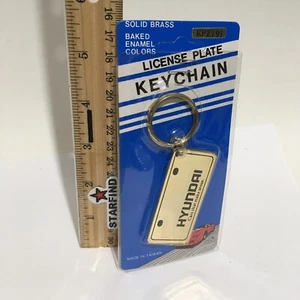 SOLID BRASS
BAKED
ENAMEL
COLORS
LICENSE PLATE
KEYCHAIN
HYUNDAI
STARFIND
MADE IN TAIWAN